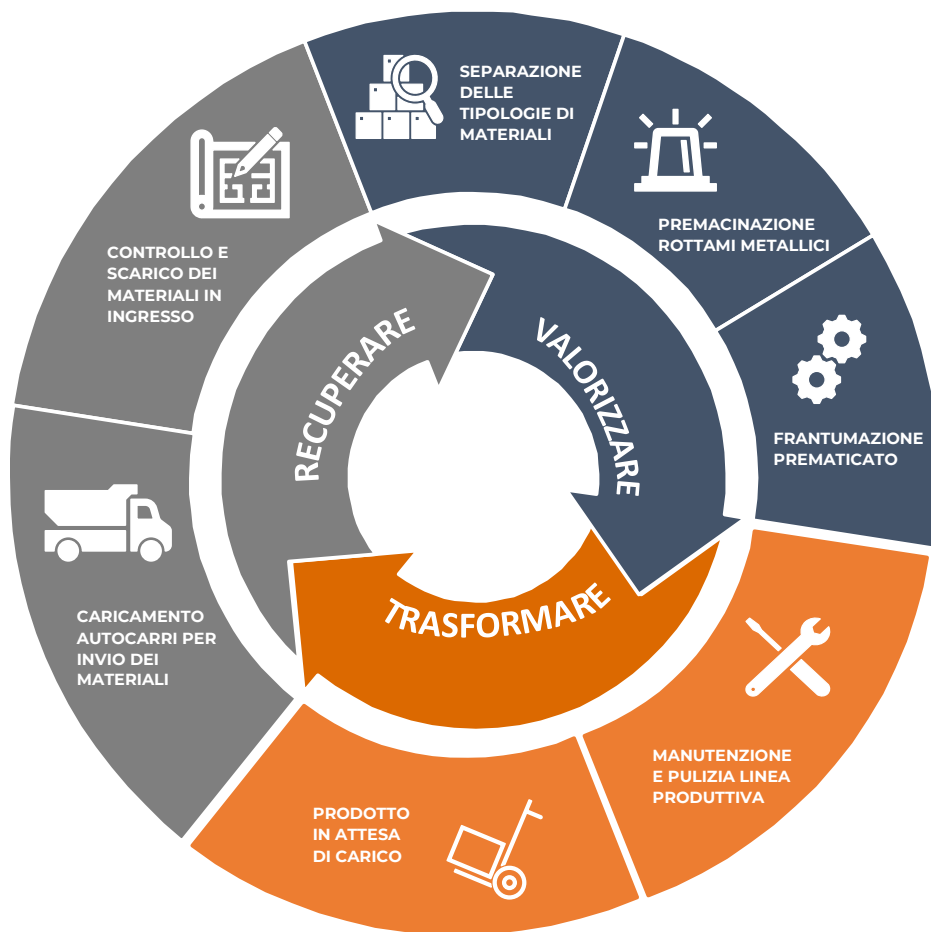 SEPARAZIONE
DELLE
TIPOLOGIE DI
MATERIALI
PREMACINAZIONE
ROTTAMI METALLICI
FRANTUMAZIONE
PREMATICATO
MANUTENZIONE
E PULIZIA LINEA
PRODUTTIVA
PRODOTTO
IN ATTESA
DI CARICO
CARICAMENTO
AUTOCARRI PER
INVIO DEI
MATERIALI
CONTROLLO E
SCARICO DEI
MATERIALI IN
INGRESSO
RECUPERARE
VALORIZZARE
TRASFORMARE